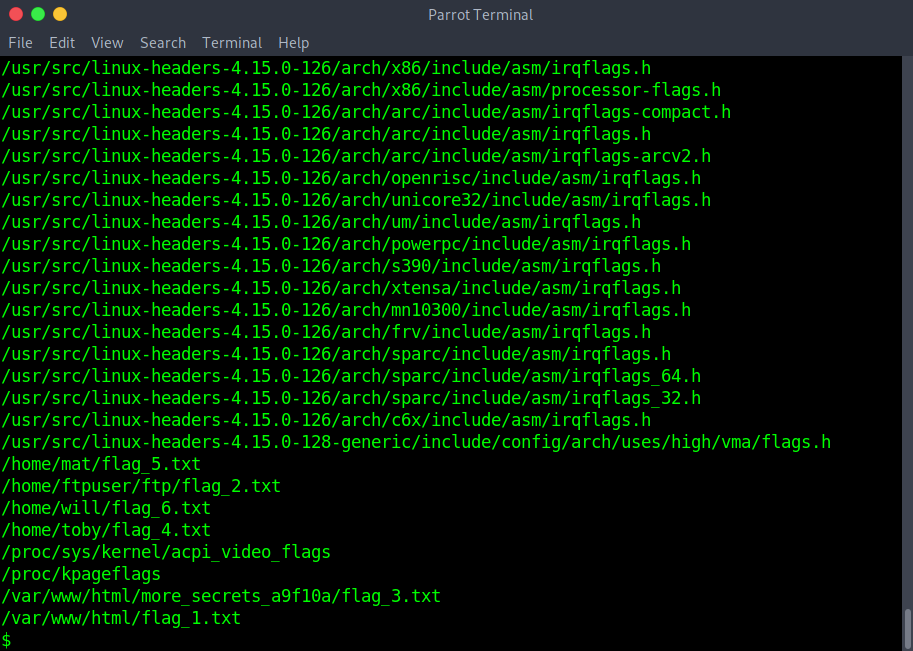 Parrot Terminal
File Edit View Search Terminal Help
/usr/src/linux-headers-4.15.0-126/arch/x86/include/asm/irqflags.h
/usr/src/linux-headers-4.15.0-126/arch/x86/include/asm/processor-flags.h
/usr/src/linux-headers-4.15.0-126/arch/arc/include/asm/irqflags-compact.h
/usr/src/linux-headers-4.15.0-126/arch/arc/include/asm/irqflags.h
/usr/src/linux-headers-4.15.0-126/arch/arc/include/asm/irqflags-arcv2.h
/usr/src/linux-headers-4.15.0-126/arch/openrisc/include/asm/irqflags.h
/usr/src/linux-headers-4.15.0-126/arch/unicore32/include/asm/irqflags.h
/usr/src/linux-headers-4.15.0-126/arch/um/include/asm/irqflags.h
/usr/src/linux-headers-4.15.0-126/arch/powerpc/include/asm/irqflags.h
/usr/src/linux-headers-4.15.0-126/arch/s390/include/asm/irqflags.h
/usr/src/linux-headers-4.15.0-126/arch/xtensa/include/asm/irqflags.h
/usr/src/linux-headers-4.15.0-126/arch/mn10300/include/asm/irqflags.h
/usr/src/linux-headers-4.15.0-126/arch/frv/include/asm/irqflags.h
/usr/src/linux-headers-4.15.0-126/arch/sparc/include/asm/irqflags.h
/usr/src/linux-headers-4.15.0-126/arch/sparc/include/asm/irqflags_64.h
/usr/src/linux-headers-4.15.0-126/arch/sparc/include/asm/irqflags_32.h
/usr/src/linux-headers-4.15.0-126/arch/c6x/include/asm/irqflags.h
/usr/src/linux-headers-4.15.0-128-generic/include/config/arch/uses/high/vma/flags.h
/home/mat/flag_5.txt
/home/ftpuser/ftp/flag_2.txt
/home/will/flag_6.txt
/home/toby/flag_4.txt
/proc/sys/kernel/acpi_video_flags
/proc/kpageflags
/var/www/html/more_secrets_a9f10a/flag_3.txt
/var/www/html/flag_1.txt
$